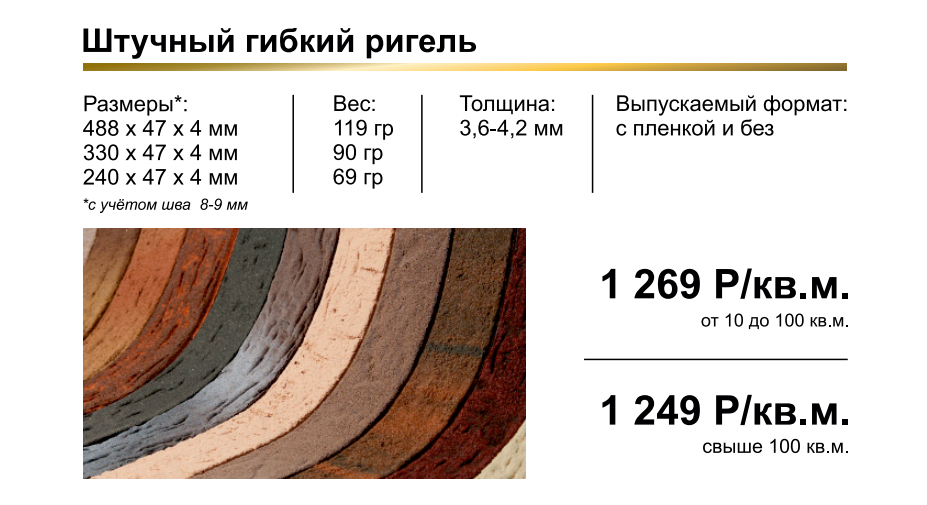 Штучный гибкий ригель
Размеры*:
488 х 47 х 4 мм
330 х 47 х 4 мм
240 х 47 х 4 мм
*с учётом шва 8-9 мм
Вес:
119 гр
90 гр
69 гр
Толщина:
3,6-4,2 мм
Выпускаемый формат:
с пленкой и без
1 269 Р/кв.м.
от 10 до 100 кв.м.
1 249 Р/кв.м.
свыше 100 кв.м.